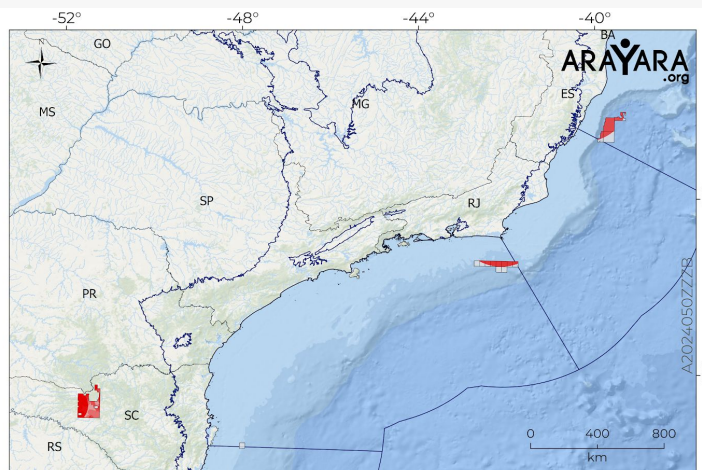 -52° -48° -44° -40°
GO
BA
N
ARAYARA
.org
MS
MG
ES
SP
RJ
PR
A2024050ZZZB
SC
RS
0 400 800
km